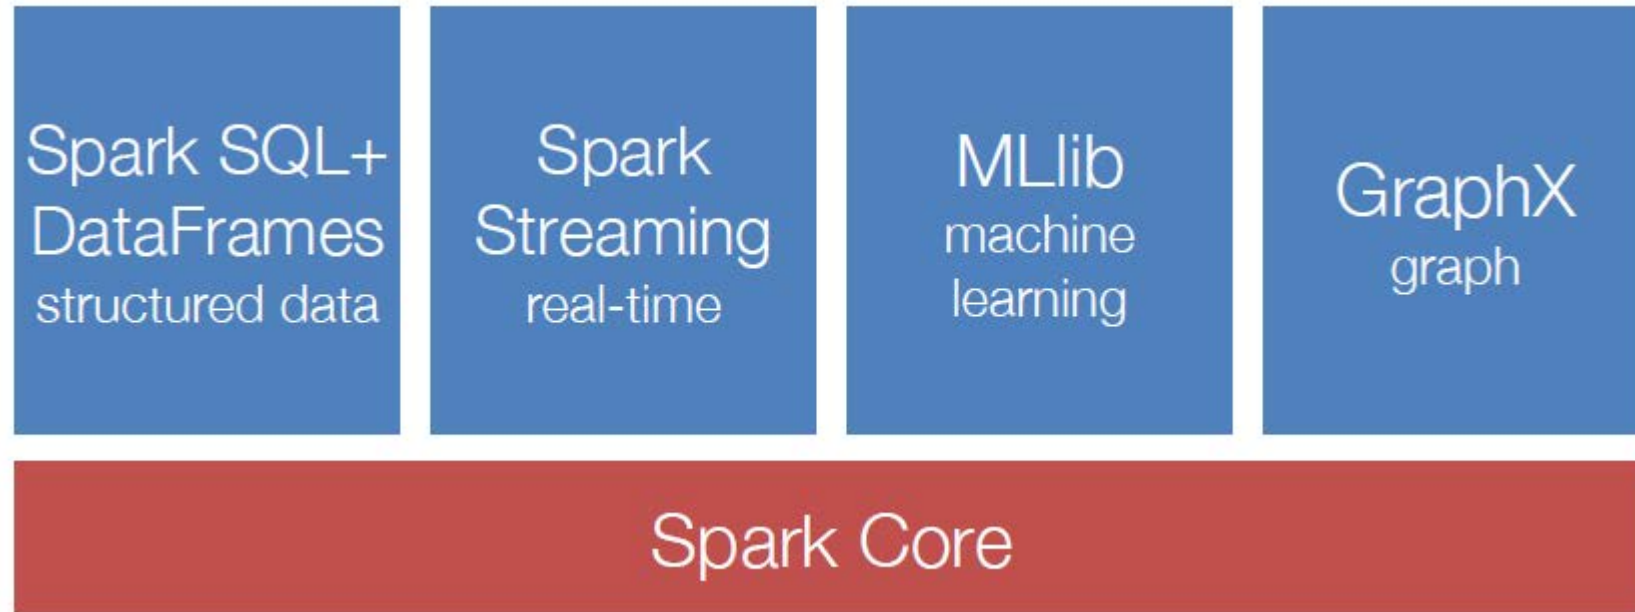 Spark SQL+
DataFrames
structured data
Spark
Streaming
real-time
MLlib
machine
learning
GraphX
graph
Spark Core